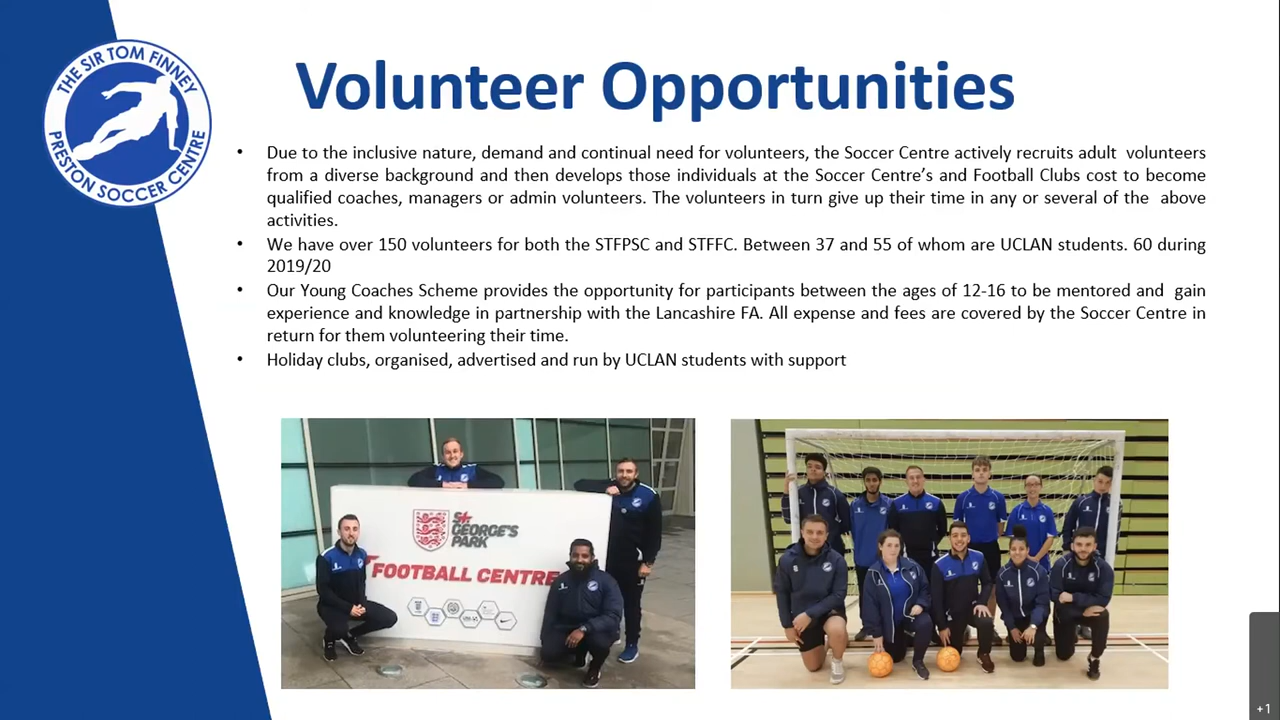 THE SIR TOM FINNEY
PRESTON SOCCER CENTRE
Volunteer Opportunities
• Due to the inclusive nature, demand and continual need for volunteers, the Soccer Centre actively recruits adult volunteers
from a diverse background and then develops those individuals at the Soccer Centre's and Football Clubs cost to become
qualified coaches, managers or admin volunteers. The volunteers in turn give up their time in any or several of the above
activities.
• We have over 150 volunteers for both the STFPSC and STFFC. Between 37 and 55 of whom are UCLAN students. 60 during
2019/20
• Our Young Coaches Scheme provides the opportunity for participants between the ages of 12-16 to be mentored and gain
experience and knowledge in partnership with the Lancashire FA. All expense and fees are covered by the Soccer Centre in
return for them volunteering their time.
• Holiday clubs, organised, advertised and run by UCLAN students with support
ST
GEORGE'S
PARK
FOOTBALL CENTRE
+1